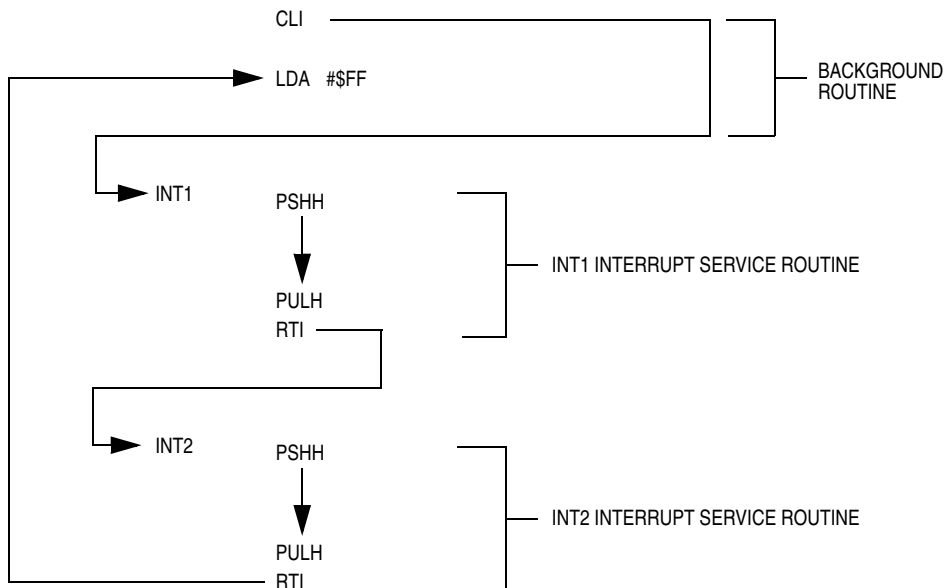 CLI
LDA #$FF
BACKGROUND
ROUTINE
INT1
PSHH
INT1 INTERRUPT SERVICE ROUTINE
PULH
RTI
INT2
PSHH
INT2 INTERRUPT SERVICE ROUTINE
PULH
RTI